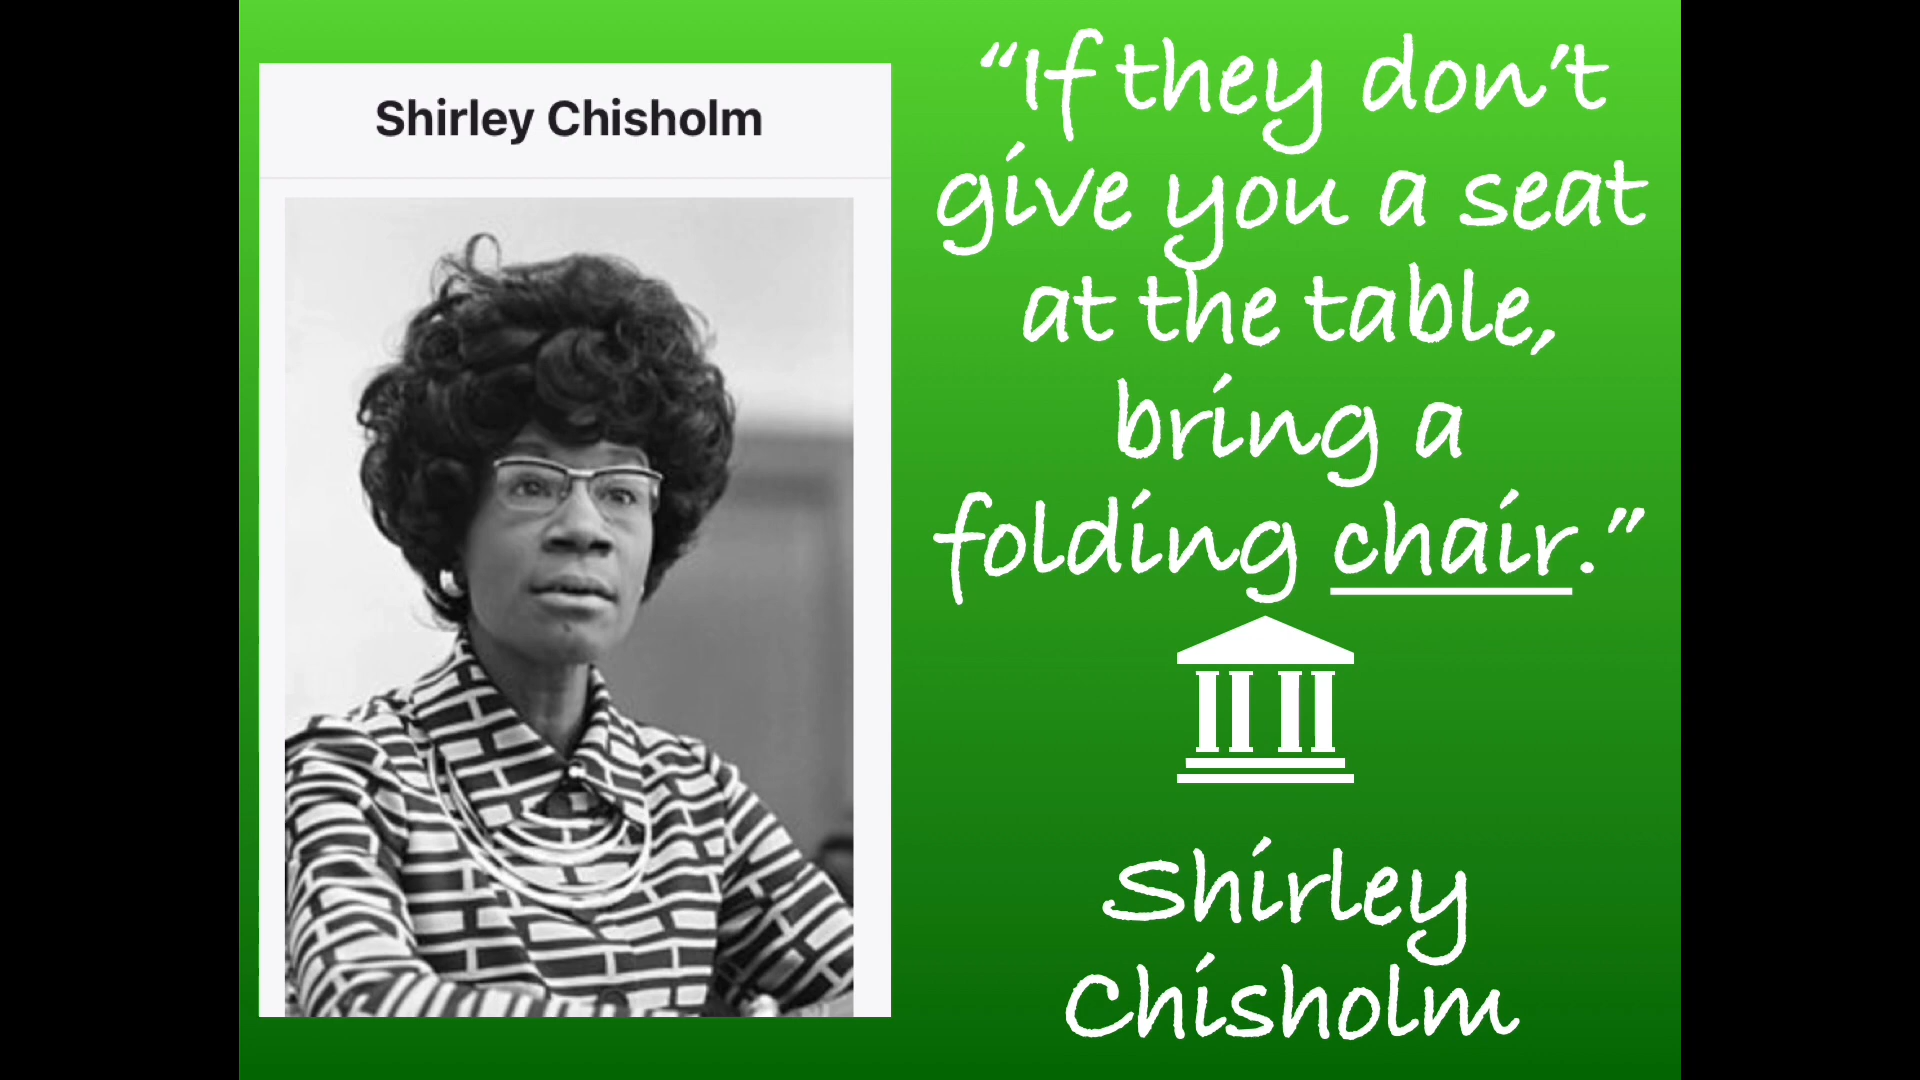 Shirley Chisholm
“If they don’t
give you a seat
at the table,
bring a
folding chair.”
Shirley
Chisholm